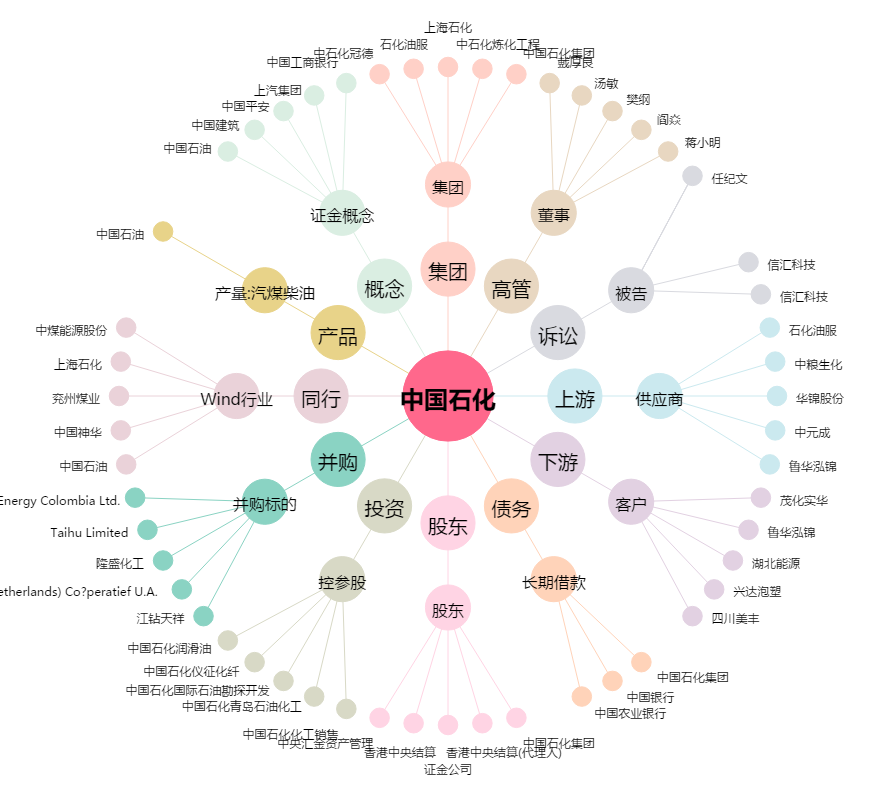 上海石化
石化油服
中石化炼化工程
中石化冠德
中国石化集团
中国工商银行
戴厚良
上汽集团
汤敏
中国平安
樊纲
中国建筑
阎焱
中国石油
蒋小明
任纪文
集团
证金概念
董事
中国石油
信汇科技
集团
概念
高管
产量:汽煤柴油
被告
信汇科技
中煤能源股份
产品
诉讼
石化油服
上海石化
中粮生化
兖州煤业
Wind行业
同行
中国石化
上游
供应商
华锦股份
中国神华
中元成
中国石油
并购
下游
鲁华泓锦
Energy Colombia Ltd.
并购标的
投资
债务
客户
茂化实华
Taihu Limited
股东
鲁华泓锦
隆盛化工
湖北能源
etherlands) Co?peratief U.A.
控参股
长期借款
兴达泡塑
江钻天祥
股东
四川美丰
中国石化润滑油
中国石化仪征化纤
中国石化集团
中国石化国际石油勘探开发
中国银行
中国石化青岛石油化工
中国农业银行
中国石化化工销售
中央汇金资产管理
中国石化集团
香港中央结算
香港中央结算(代理人)
证金公司